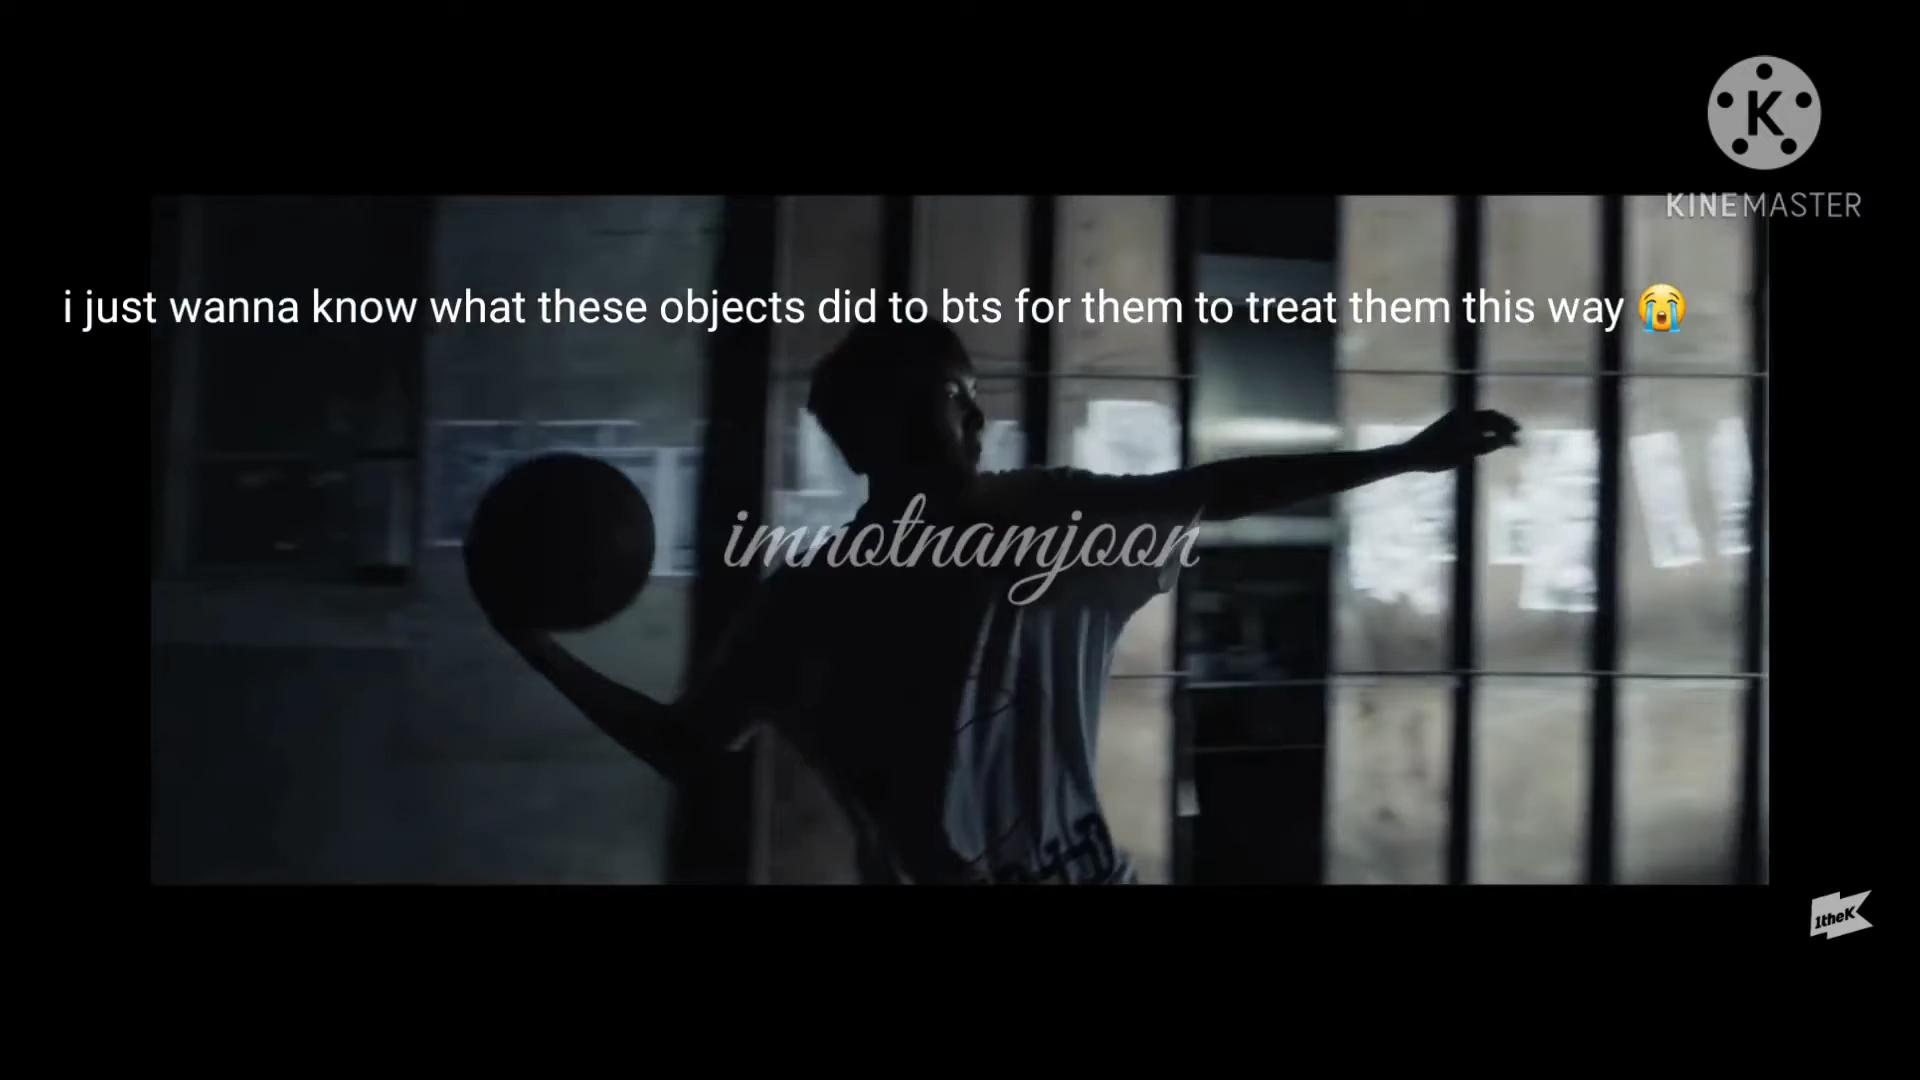 K
KINEMASTER
i just wanna know what these objects did to bts for them to treat them this way 😭
imnotnamjoon
1theK